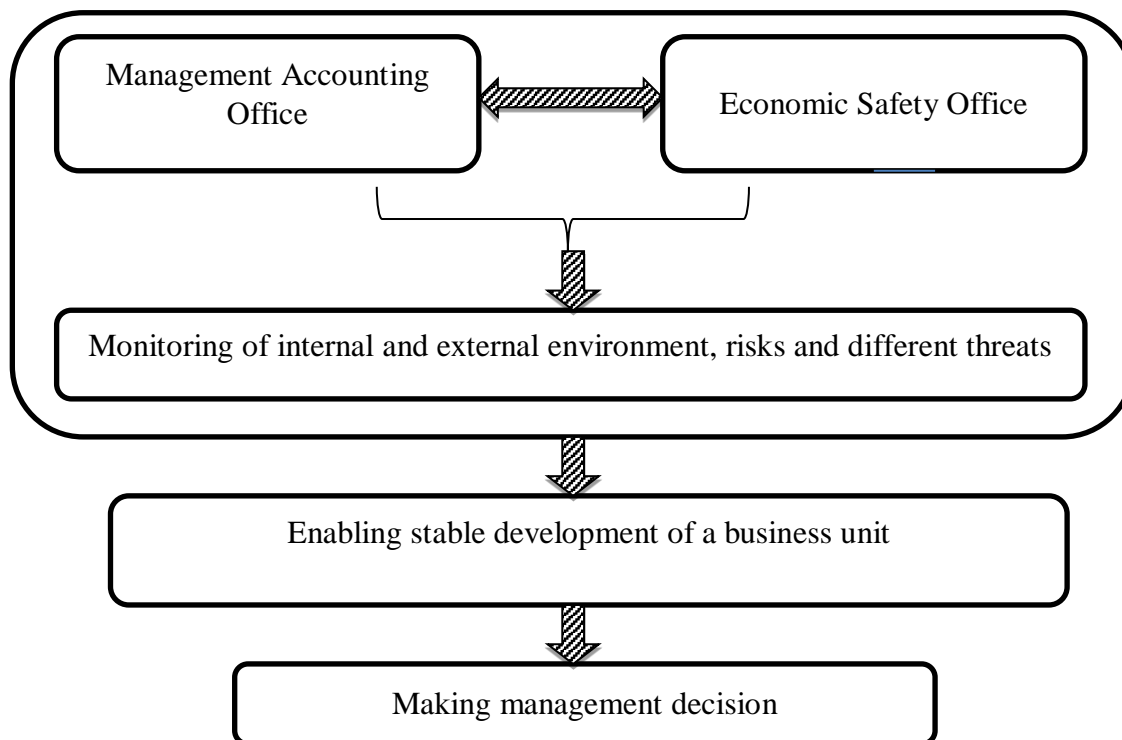 Management Accounting
Office
Economic Safety Office
Monitoring of internal and external environment, risks and different threats
Enabling stable development of a business unit
Making management decision